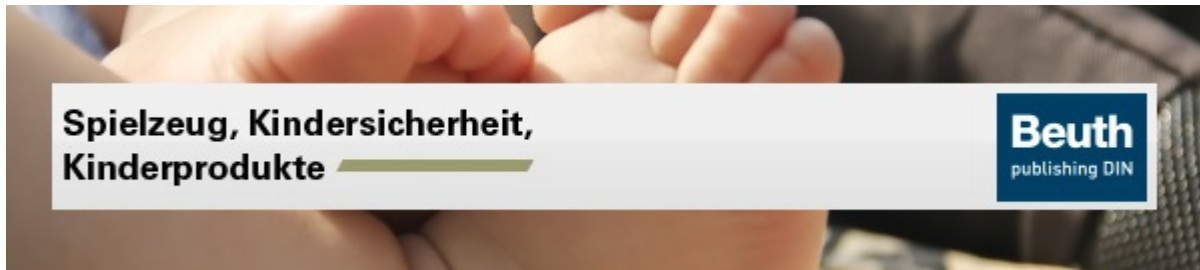 Spielzeug, Kindersicherheit,
Kinderprodukte
Beuth
publishing DIN